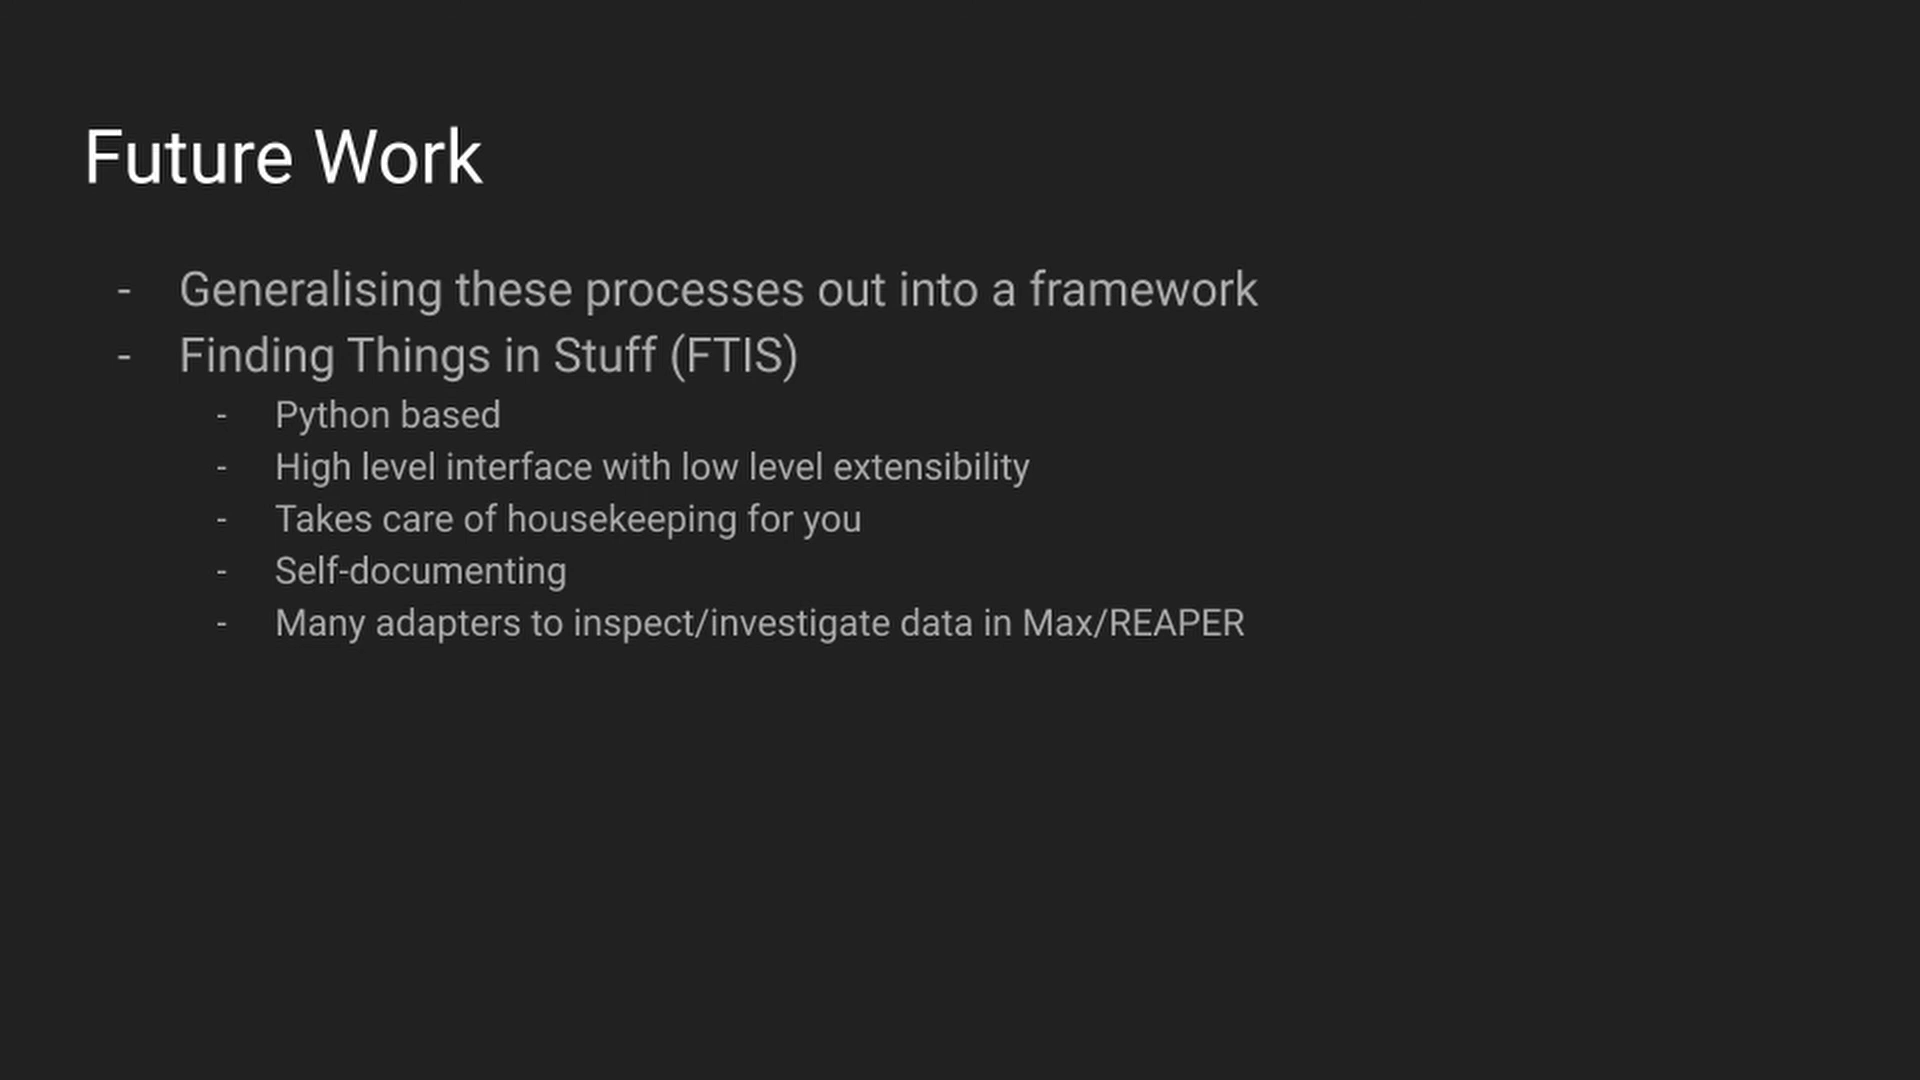 Future Work
- Generalising these processes out into a framework
- Finding Things in Stuff (FTIS)
- Python based
- High level interface with low level extensibility
- Takes care of housekeeping for you
- Self-documenting
- Many adapters to inspect/investigate data in Max/REAPER